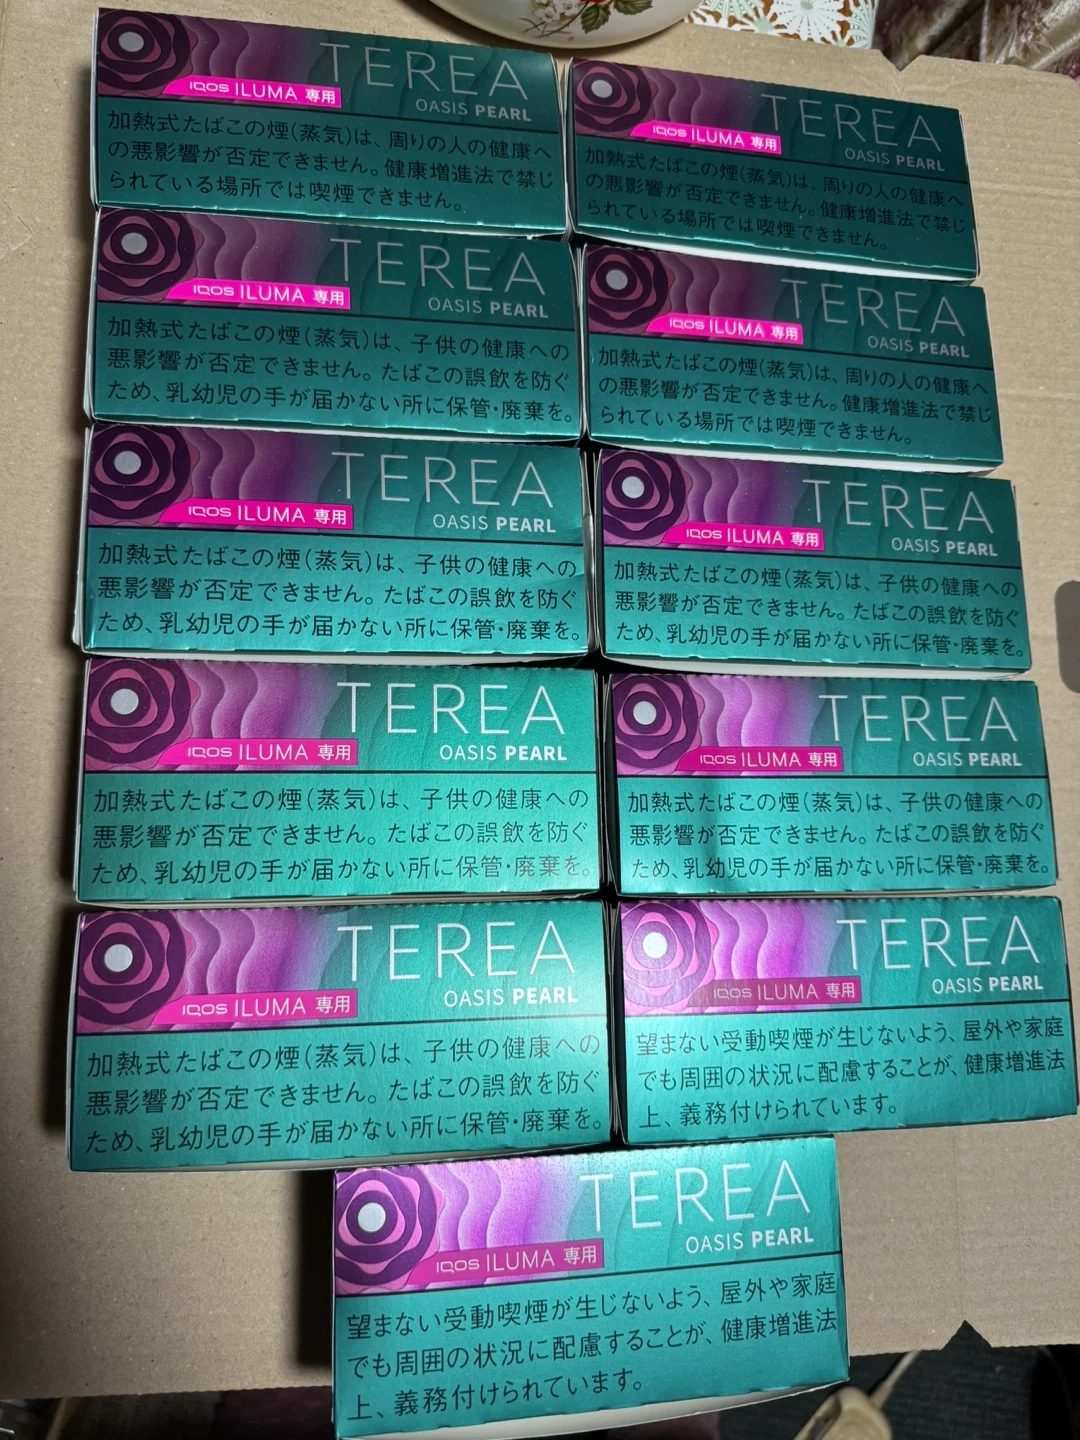 TEREA
IQOS ILUMA 専用
OASIS PEARL
加熱式たばこの煙(蒸気)は、周りの人の健康へ
の悪影響が否定できません。健康増進法で禁じ
られている場所では喫煙できません。
TEREA
IQOS ILUMA 専用
OASIS PEARL
加熱式たばこの煙(蒸気)は、周りの人の健康へ
の悪影響が否定できません。健康増進法で禁じ
られている場所では喫煙できません。
TEREA
IQOS ILUMA 専用
OASIS PEARL
加熱式たばこの煙(蒸気)は、子供の健康への
悪影響が否定できません。たばこの誤飲を防ぐ
ため、乳幼児の手が届かない所に保管・廃棄を。
TEREA
IQOS ILUMA 専用
OASIS PEARL
加熱式たばこの煙(蒸気)は、周りの人の健康へ
の悪影響が否定できません。健康増進法で禁じ
られている場所では喫煙できません。
TEREA
IQOS ILUMA 専用
OASIS PEARL
加熱式たばこの煙(蒸気)は、子供の健康への
悪影響が否定できません。たばこの誤飲を防ぐ
ため、乳幼児の手が届かない所に保管・廃棄を。
TEREA
IQOS ILUMA 専用
OASIS PEARL
加熱式たばこの煙(蒸気)は、子供の健康への
悪影響が否定できません。たばこの誤飲を防ぐ
ため、乳幼児の手が届かない所に保管・廃棄を。
TEREA
IQOS ILUMA 専用
OASIS PEARL
加熱式たばこの煙(蒸気)は、子供の健康への
悪影響が否定できません。たばこの誤飲を防ぐ
ため、乳幼児の手が届かない所に保管・廃棄を。
TEREA
IQOS ILUMA 専用
OASIS PEARL
加熱式たばこの煙(蒸気)は、子供の健康への
悪影響が否定できません。たばこの誤飲を防ぐ
ため、乳幼児の手が届かない所に保管・廃棄を。
TEREA
IQOS ILUMA 専用
OASIS PEARL
加熱式たばこの煙(蒸気)は、子供の健康への
悪影響が否定できません。たばこの誤飲を防ぐ
ため、乳幼児の手が届かない所に保管・廃棄を。
TEREA
IQOS ILUMA 専用
OASIS PEARL
望まない受動喫煙が生じないよう、屋外や家庭
でも周囲の状況に配慮することが、健康増進法
上、義務付けられています。
TEREA
IQOS ILUMA 専用
OASIS PEARL
望まない受動喫煙が生じないよう、屋外や家庭
でも周囲の状況に配慮することが、健康増進法
上、義務付けられています。